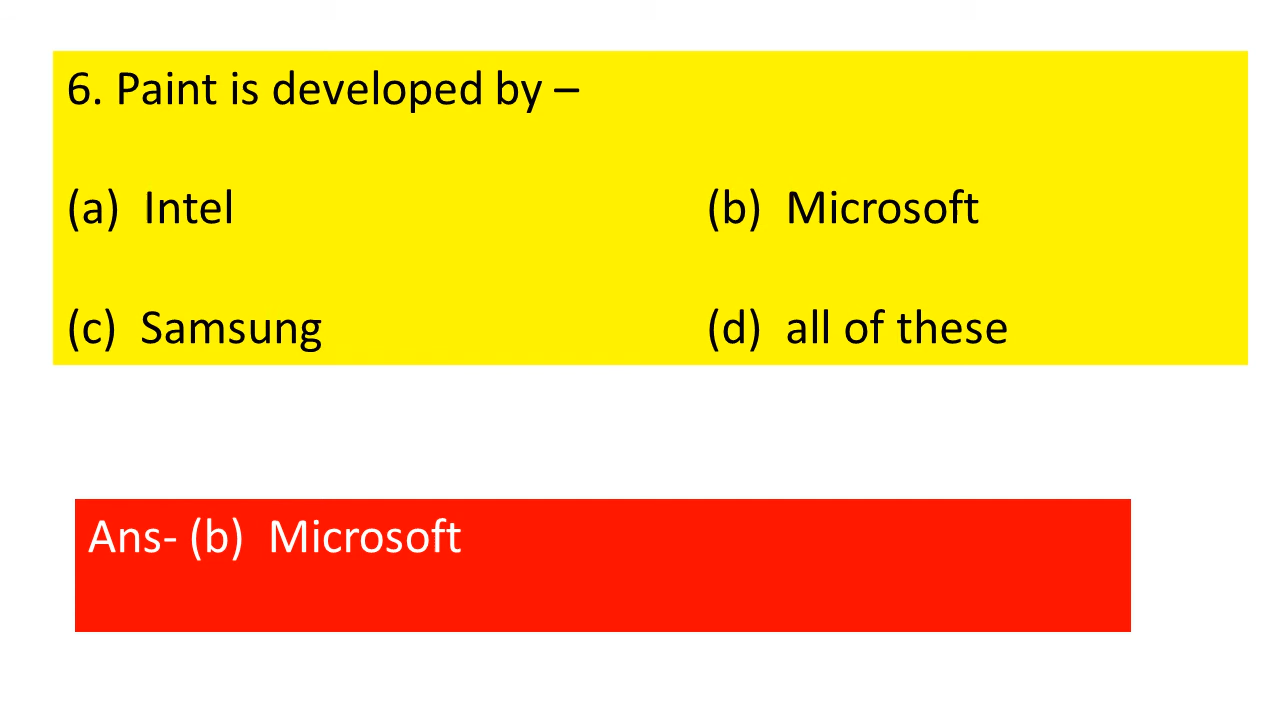 6. Paint is developed by –
(a) Intel (b) Microsoft
(c) Samsung (d) all of these
Ans- (b) Microsoft